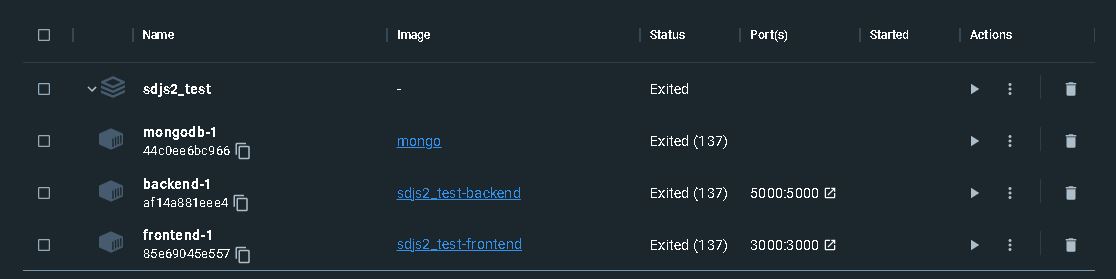 Name Image Status Port(s) Started Actions
sdjs2_test - Exited
mongodb-1
44c0ee6bc966
mongo Exited (137)
backend-1
af14a881eee4
sdjs2_test-backend Exited (137) 5000:5000
frontend-1
85e69045e557
sdjs2_test-frontend Exited (137) 3000:3000